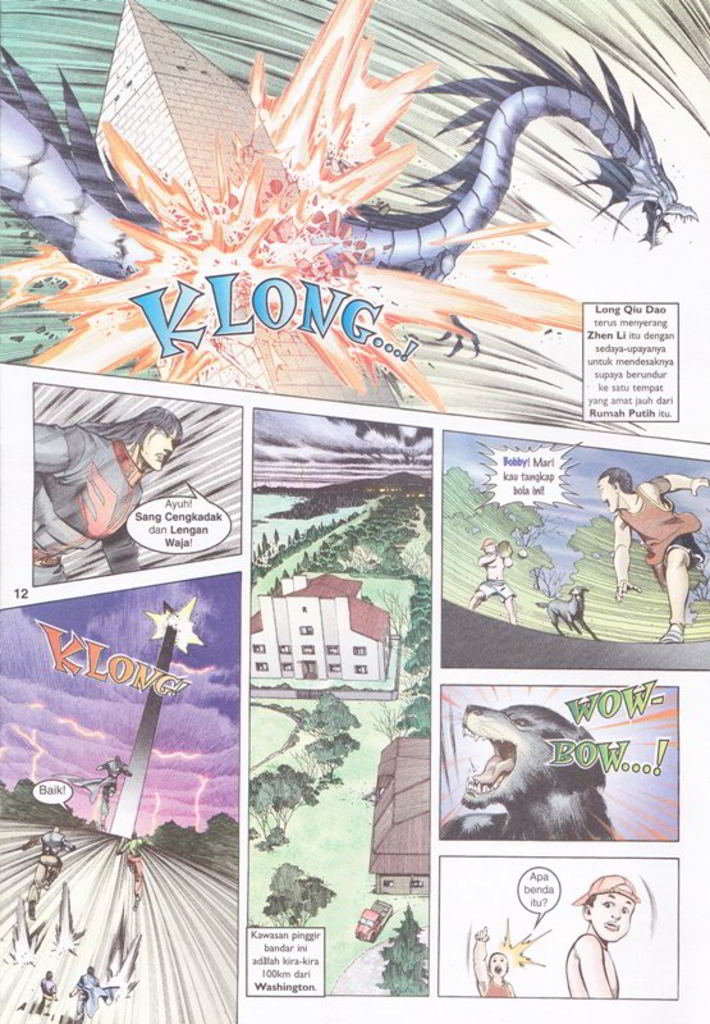 KLONG...!
Long Qiu Dao
terus menyerang
Zhen Li itu dengan
sedaya-upayanya
untuk mendesaknya
supaya berundur
ke satu tempat
yang amat jauh dari
Rumah Putih itu.
Ayuh!
Sang Cengkadak
dan Lengan
Waja!
12
KLONG!
Baik!
Kawasan pinggir
bandar ini
adalah kira-kira
100km dari
Washington.
Bobby! Mari
kau tangkap
bola ini!
WOW-
BOW...!
Apa
benda
itu?